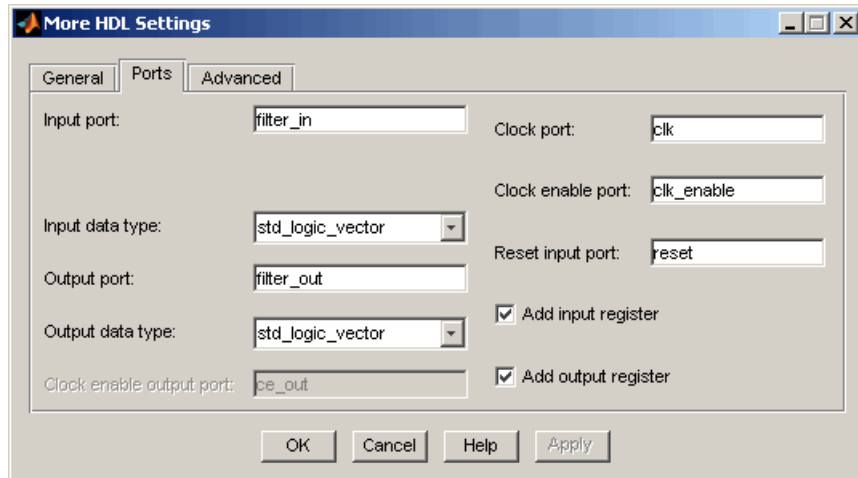 More HDL Settings
General Ports Advanced
Input port: filter_in
Clock port: clk
Clock enable port: clk_enable
Input data type: std_logic_vector
Reset input port: reset
Output port: filter_out
Add input register
Output data type: std_logic_vector
Clock enable output port: ce_out
Add output register
OK Cancel Help Apply